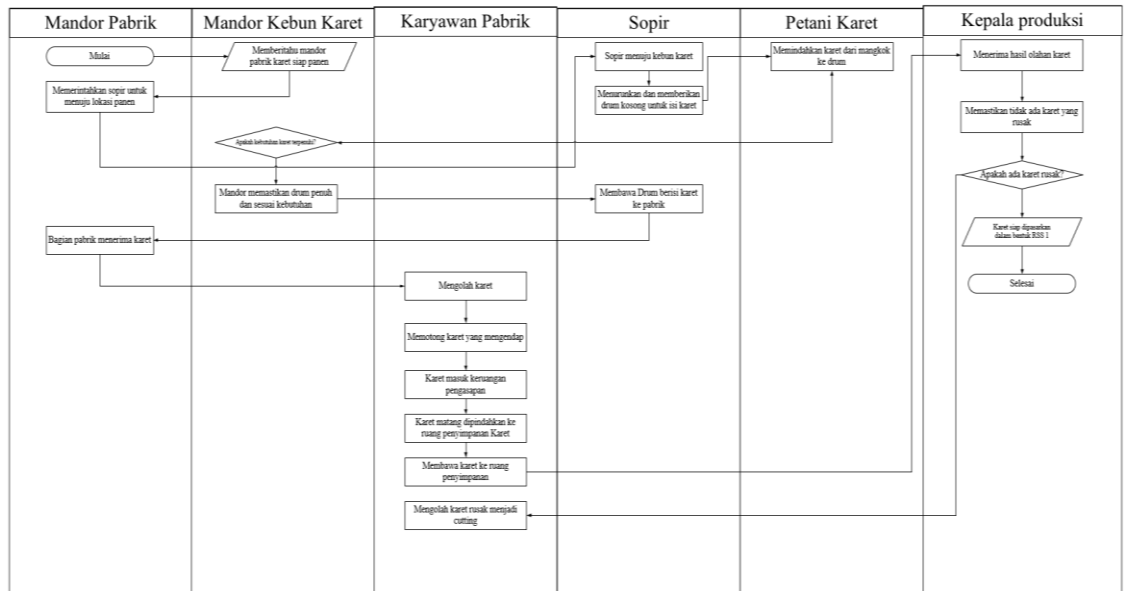 Mandor Pabrik
Mandor Kebun Karet
Karyawan Pabrik
Sopir
Petani Karet
Kepala produksi
Mulai
Memberitahu mandor
pabrik karet siap panen
Sopir menuju kebun karet
Memindahkan karet dari mangkok
ke drum
Menerima hasil olahan karet
Memerintahkan sopir untuk
menuju lokasi panen
Menurunkan dan memberikan
drum kosong untuk isi karet
Memastikan tidak ada karet yang
rusak
Apakah kebutuhan karet terpenuhi?
Apakah ada karet rusak?
Mandor memastikan drum penuh
dan sesuai kebutuhan
Membawa Drum berisi karet
ke pabrik
Bagian pabrik menerima karet
Karet siap dipasarkan
dalam bentuk RSS 1
Mengolah karet
Selesai
Memotong karet yang mengendap
Karet masuk keruangan
pengasapan
Karet matang dipindahkan ke
ruang penyimpanan Karet
Membawa karet ke ruang
penyimpanan
Mengolah karet rusak menjadi
cutting